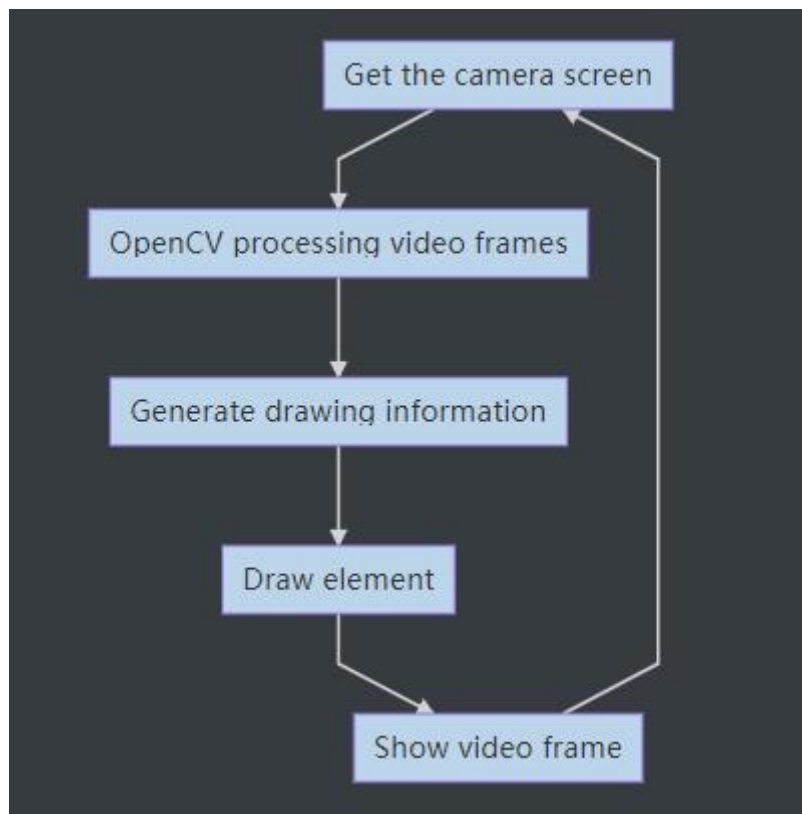 Get the camera screen
OpenCV processing video frames
Generate drawing information
Draw element
Show video frame